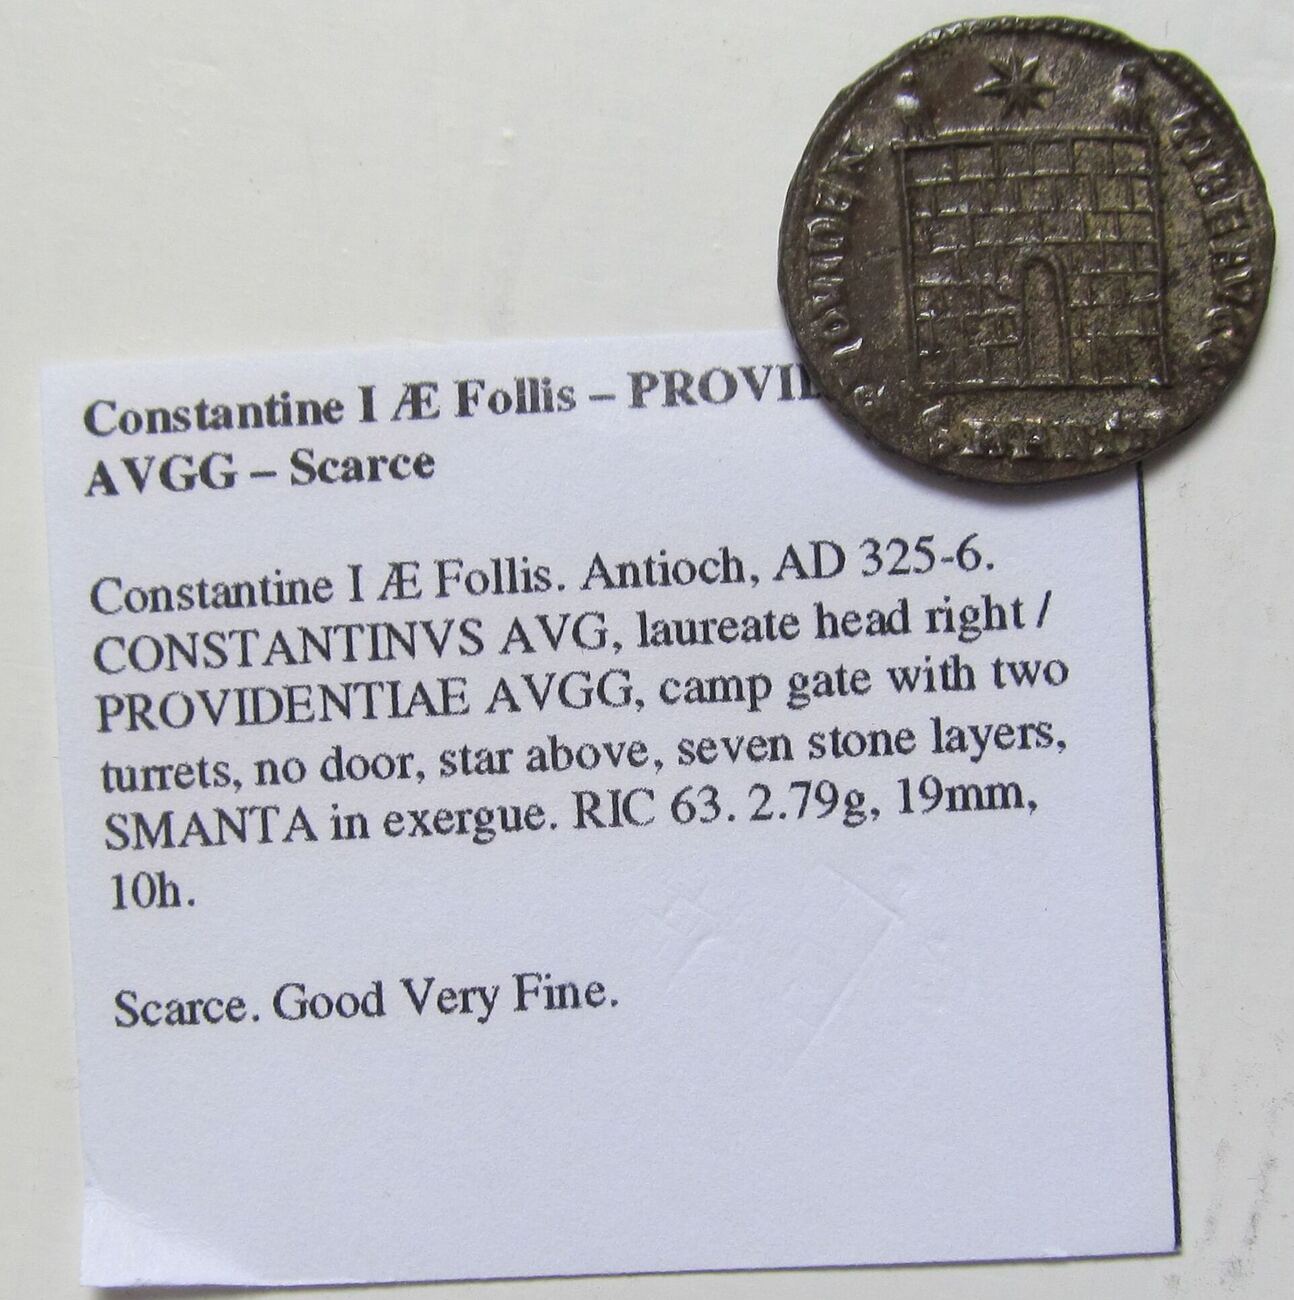 Constantine I Æ Follis – PROVID
AVGG – Scarce
Constantine I Æ Follis. Antioch, AD 325-6.
CONSTANTINVS AVG, laureate head right /
PROVIDENTIAE AVGG, camp gate with two
turrets, no door, star above, seven stone layers,
SMANTA in exergue. RIC 63. 2.79g, 19mm,
10h.
Scarce. Good Very Fine.